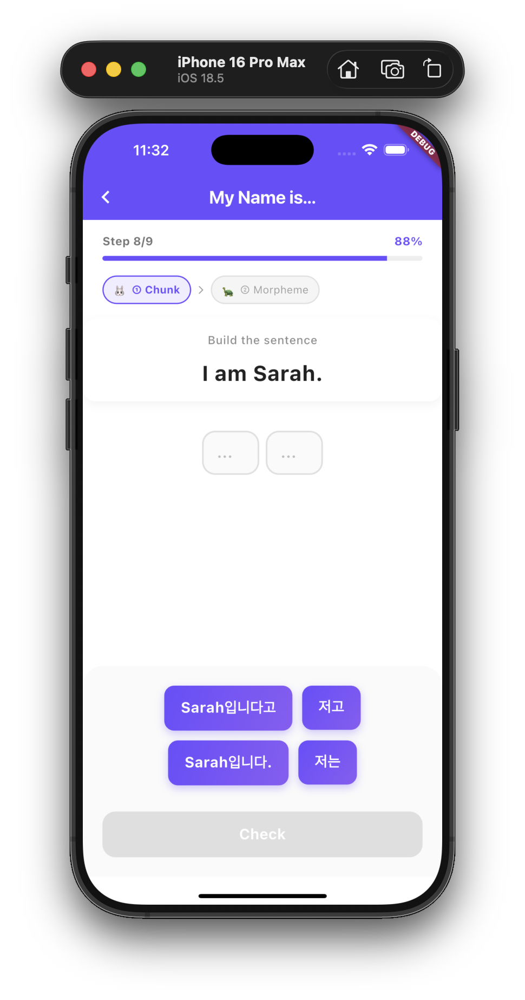 iPhone 16 Pro Max
iOS 18.5
11:32
DEBUG
My Name is...
Step 8/9
88%
① Chunk
② Morpheme
Build the sentence
I am Sarah.
... ...
Sarah입니다고 저고
Sarah입니다. 저는
Check